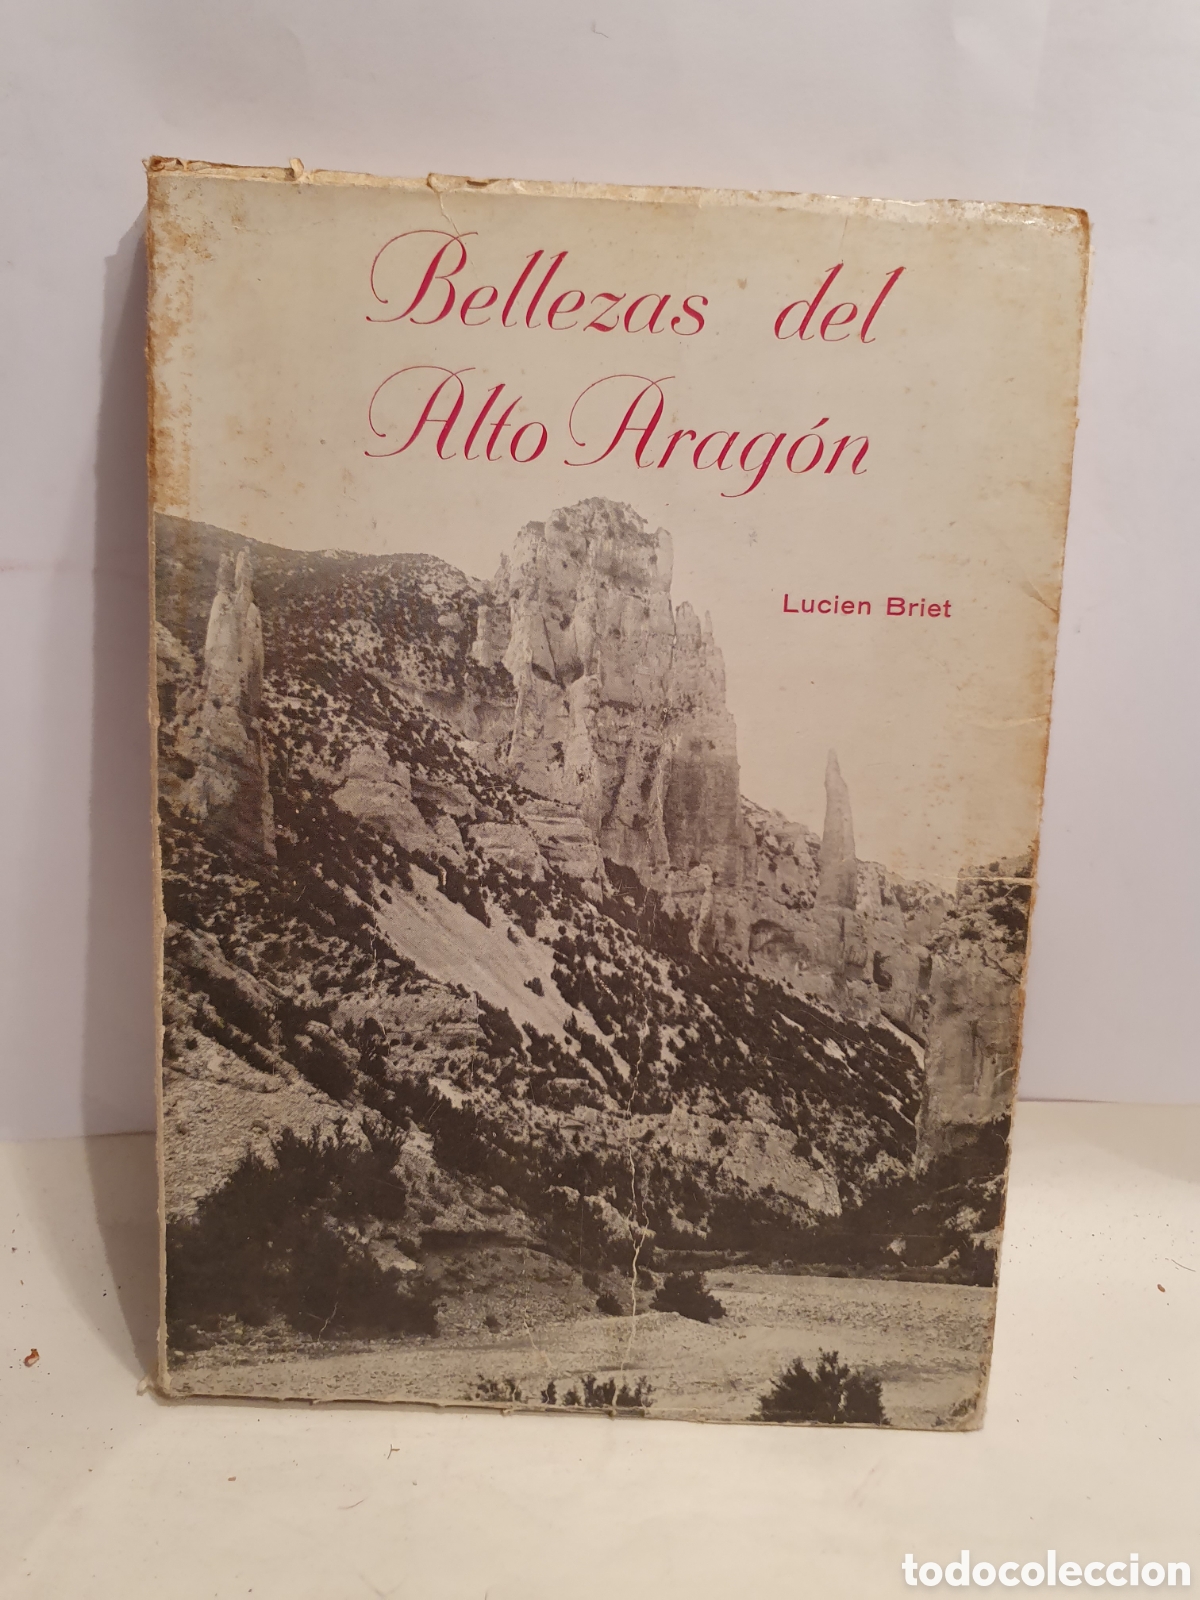 Bellezas del
Alto Aragón
Lucien Briet
todocoleccion